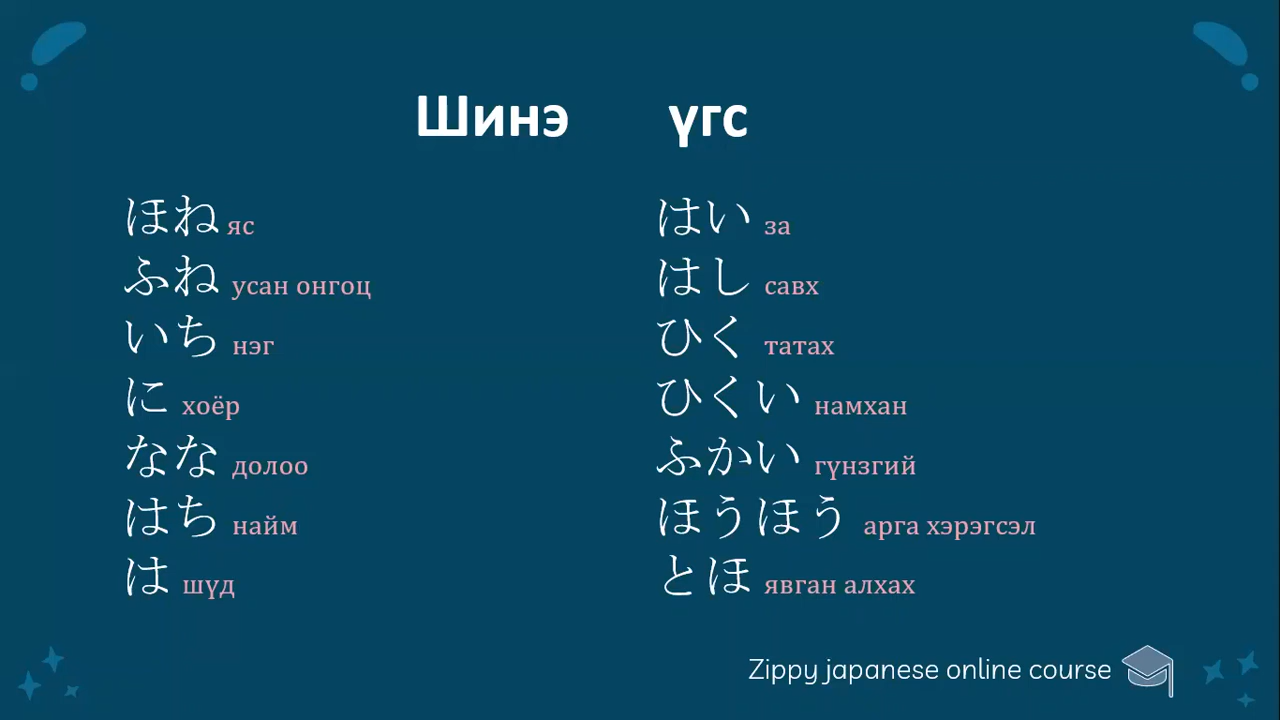 Шинэ үгс
ほね яс
ふね усан онгоц
いち нэг
に хоёр
なな долоо
はち найм
は шүд
はい за
はし савх
ひく татах
ひくい намхан
ふかい гүнзгий
ほうほう арга хэрэгсэл
とほ явган алхах
Zippy japanese online course